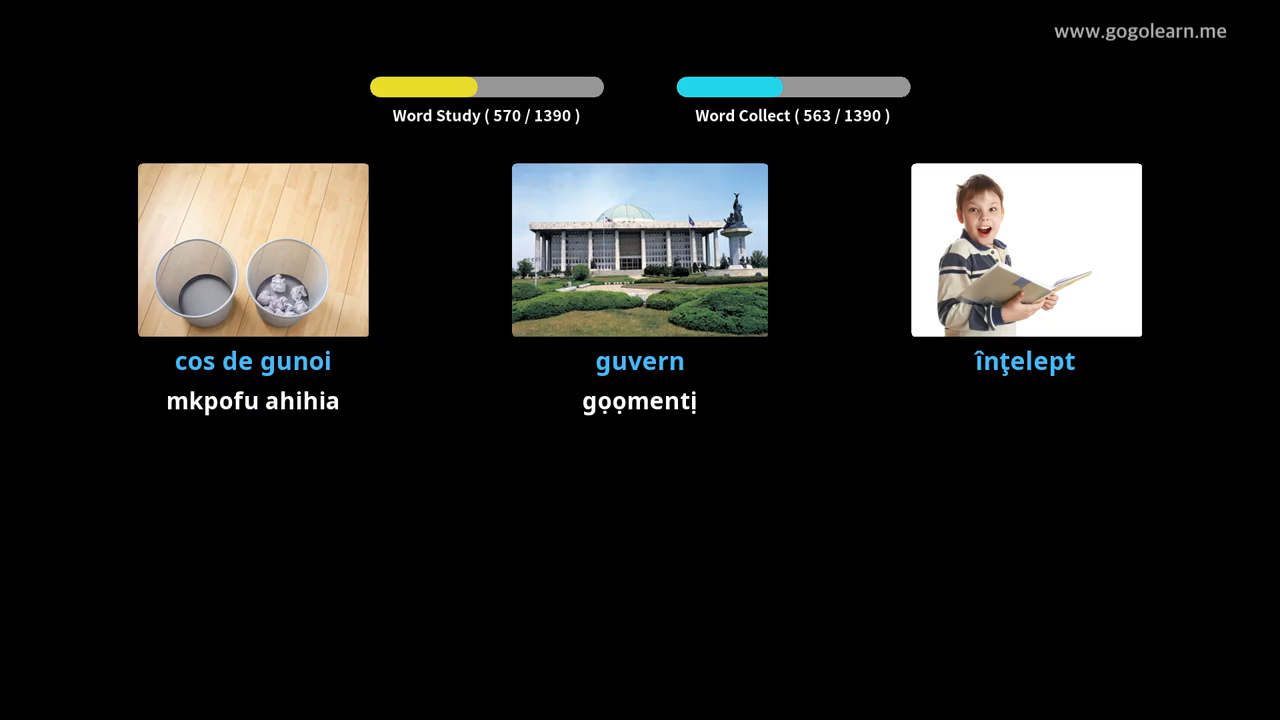 www.gogolearn.me
Word Study ( 570 / 1390 )
Word Collect ( 563 / 1390 )
cos de gunoi
guvern
înţelept
mkpofu ahihia
gọọmentị